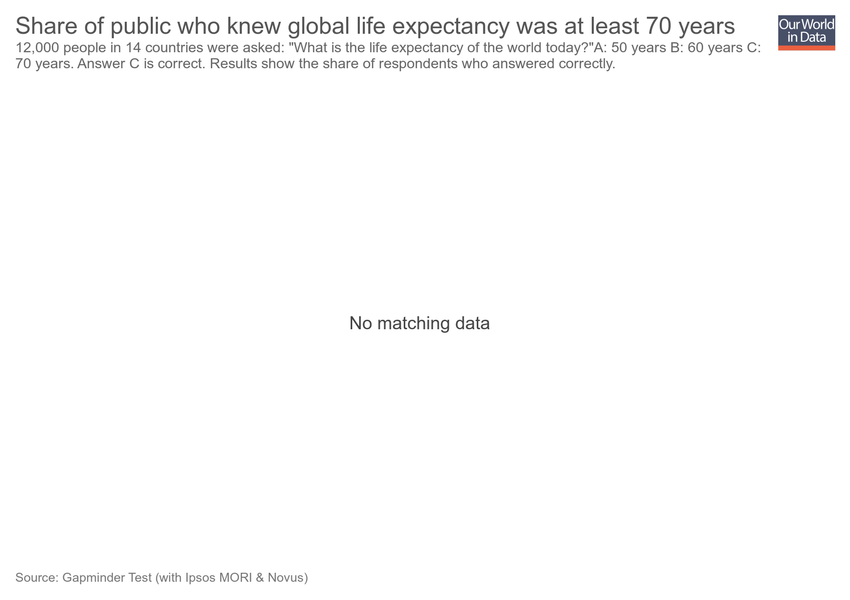 Share of public who knew global life expectancy was at least 70 years
Our World
in Data
12,000 people in 14 countries were asked: "What is the life expectancy of the world today?"A: 50 years B: 60 years C:
70 years. Answer C is correct. Results show the share of respondents who answered correctly.
No matching data
Source: Gapminder Test (with Ipsos MORI & Novus)